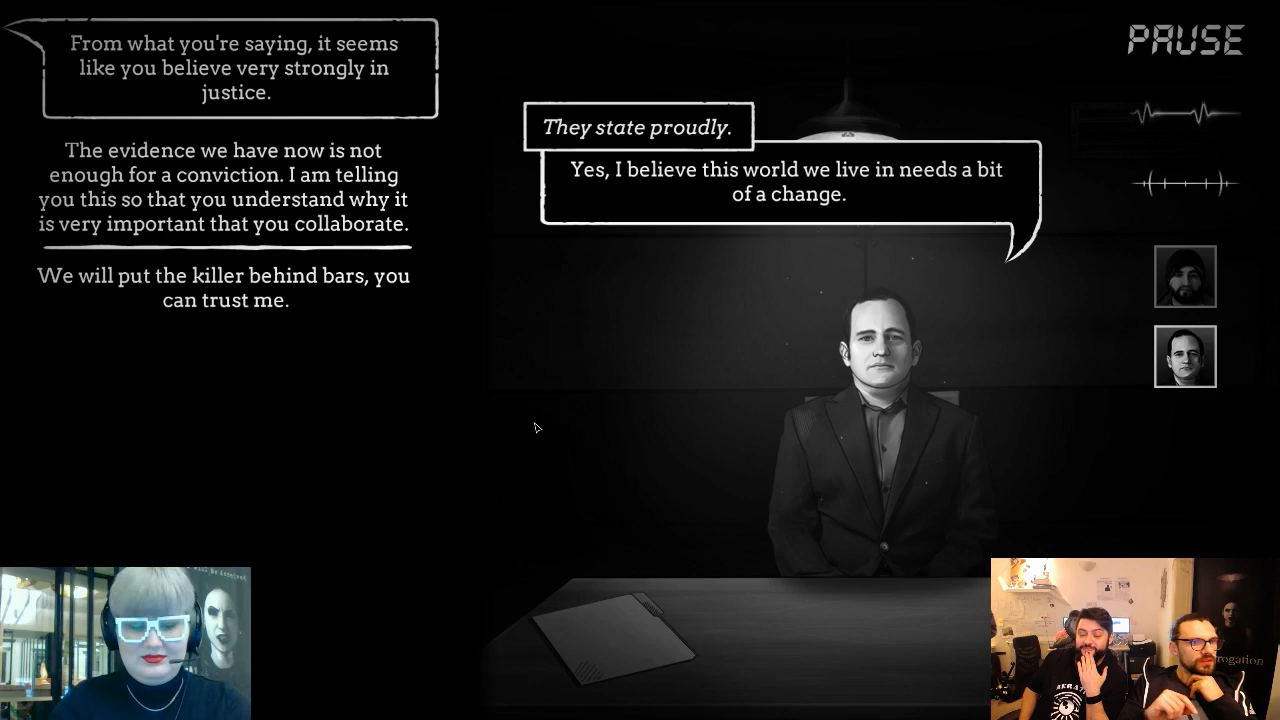 From what you're saying, it seems
like you believe very strongly in
justice.
The evidence we have now is not
enough for a conviction. I am telling
you this so that you understand why it
is very important that you collaborate.
We will put the killer behind bars, you
can trust me.
They state proudly.
Yes, I believe this world we live in needs a bit
of a change.
PAUSE
rogation